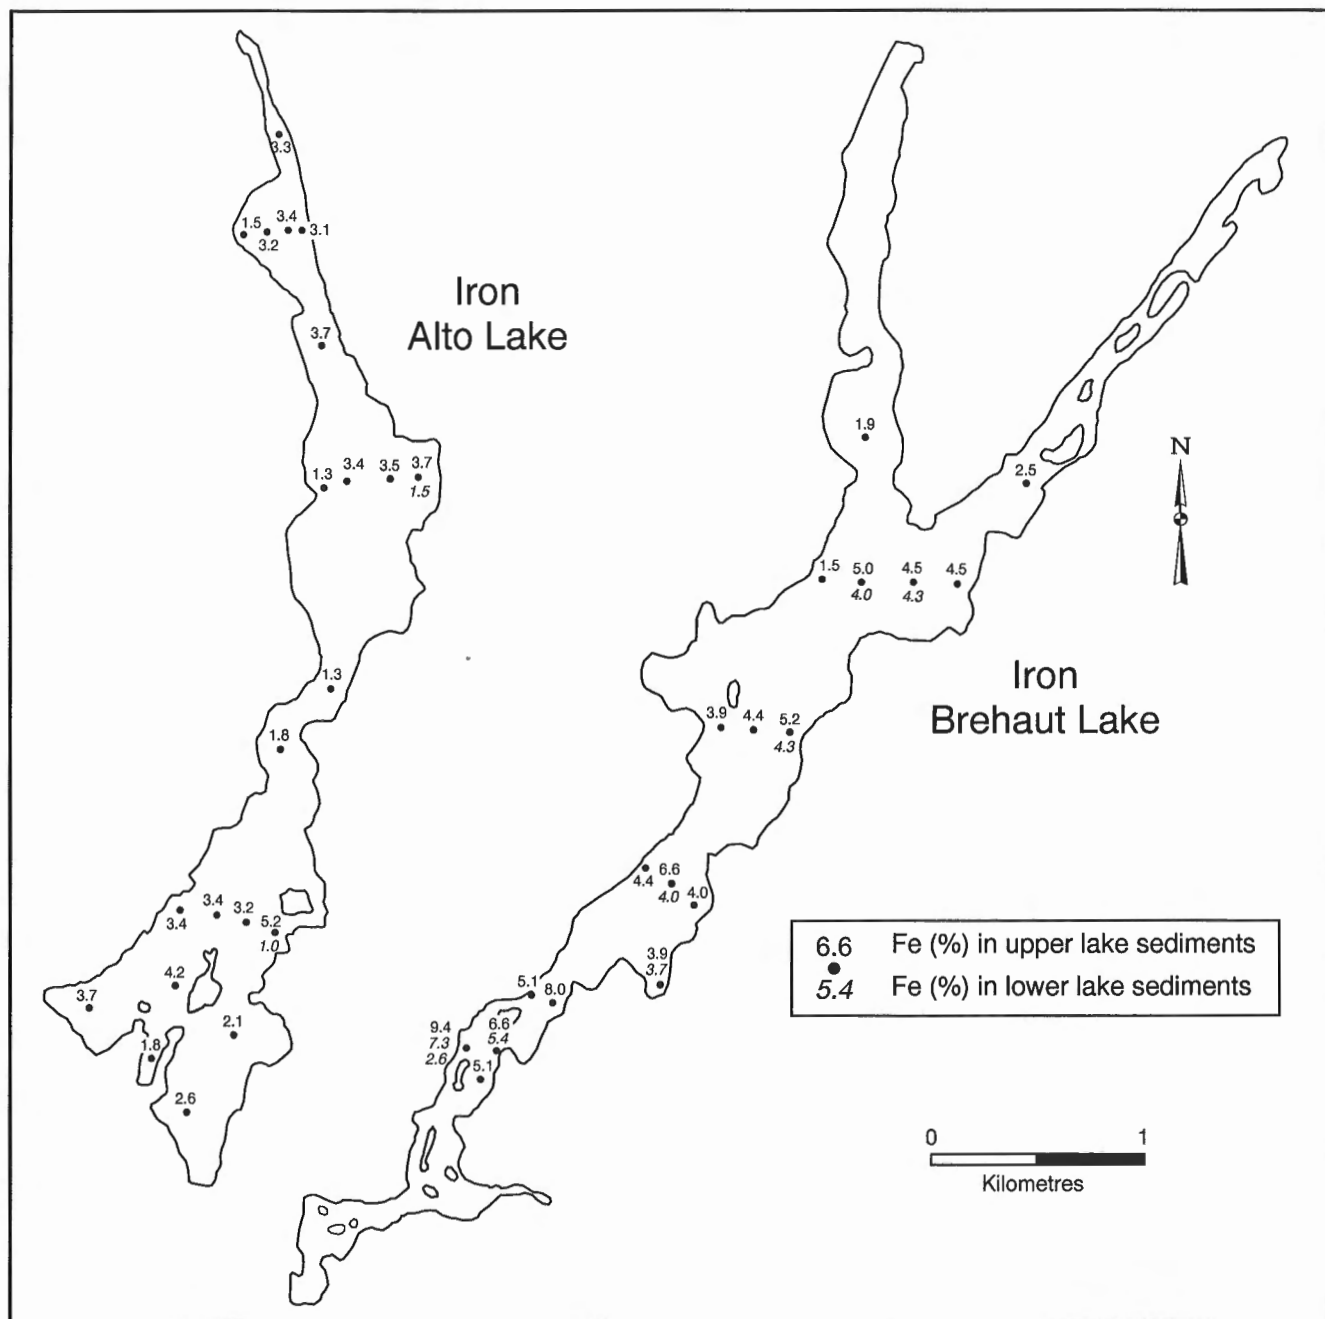 3.3
1.5 3.4 3.1
3.2
Iron
Alto Lake
3.7
1.3 3.4 3.5 3.7
1.5
1.3
1.8
3.4 3.4 3.2 5.2
1.0
4.2
3.7
2.1
1.8
2.6
1.9
2.5
N
1.5 5.0 4.5 4.5
4.0 4.3
Iron
Brehaut Lake
3.9 4.4 5.2
4.3
4.4 6.6 4.0
4.0
3.9
3.7
5.1 8.0
9.4 6.6
7.3 5.4
2.6
5.1
6.6 Fe (%) in upper lake sediments
5.4 Fe (%) in lower lake sediments
0 1
Kilometres